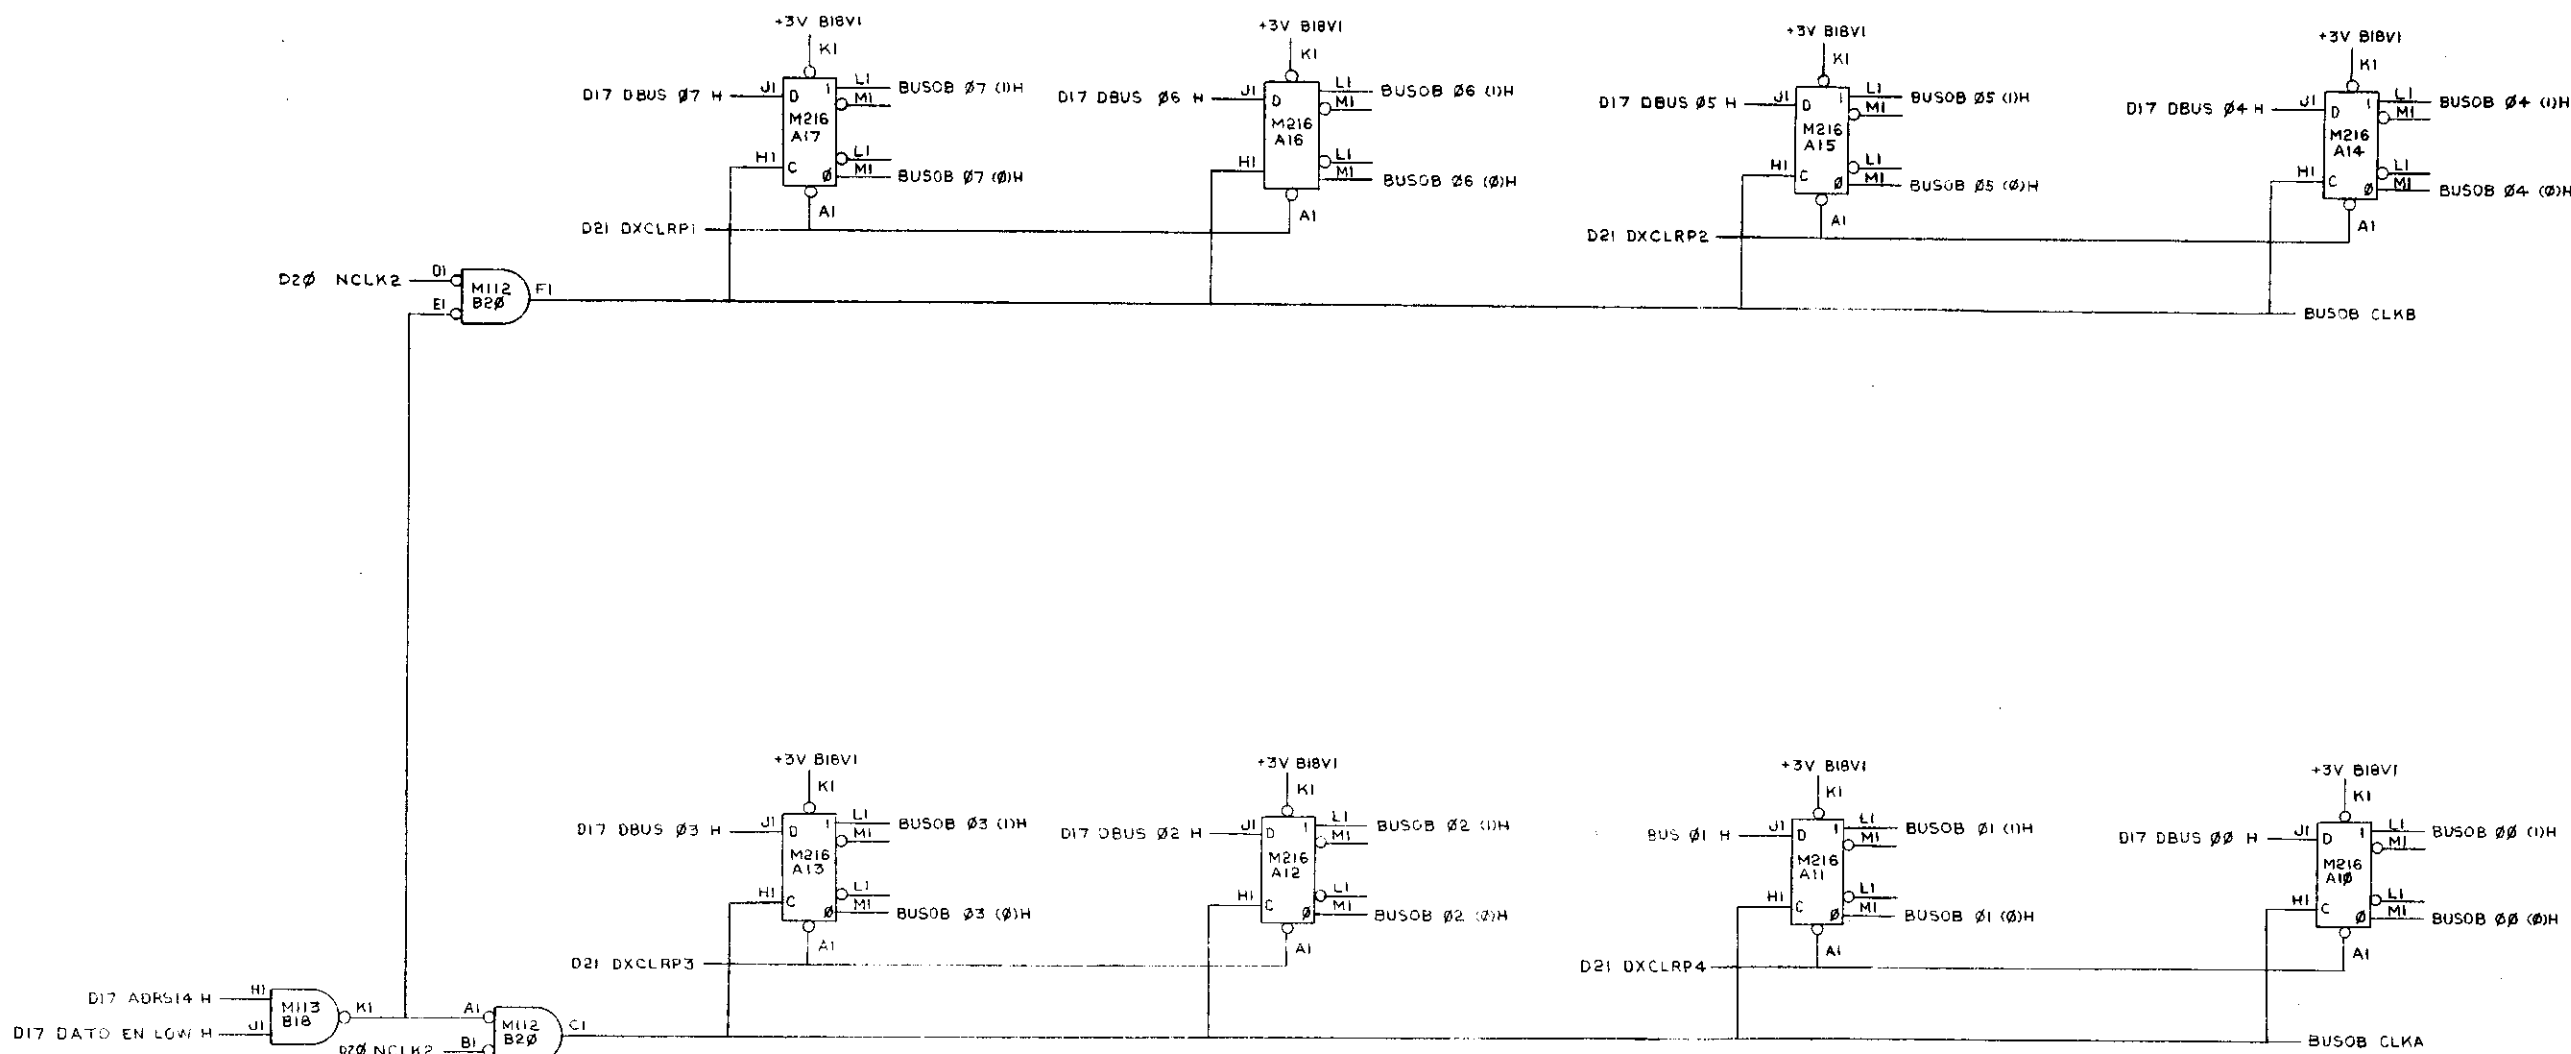 +3V B18V1
+3V B18V1
+3V B18V1
+3V B18V1
K1
K1
K1
K1
D17 DBUS Ø7 H
J1
D
1
L1
BUSOB Ø7 (1)H
M1
M216
A17
H1
C
Ø
L1
M1
BUSOB Ø7 (Ø)H
A1
D17 DBUS Ø6 H
J1
D
L1
BUSOB Ø6 (1)H
M1
M216
A16
H1
L1
M1
BUSOB Ø6 (Ø)H
A1
D21 DXCLRP1
D17 DBUS Ø5 H
J1
D
1
L1
BUSOB Ø5 (1)H
M1
M216
A15
H1
C
Ø
L1
M1
BUSOB Ø5 (Ø)H
A1
D17 DBUS Ø4 H
J1
D
1
L1
BUSOB Ø4 (1)H
M1
M216
A14
H1
C
Ø
L1
M1
BUSOB Ø4 (Ø)H
A1
D21 DXCLRP2
D2Ø NCLK2
D1
E1
M112
B2Ø
F1
BUSOB CLKB
+3V B18V1
+3V B18V1
+3V B18V1
+3V B18V1
K1
K1
K1
K1
D17 DBUS Ø3 H
J1
D
1
L1
BUSOB Ø3 (1)H
M1
M216
A13
H1
C
Ø
L1
M1
BUSOB Ø3 (Ø)H
A1
D17 DBUS Ø2 H
J1
D
1
L1
BUSOB Ø2 (1)H
M1
M216
A12
H1
C
Ø
L1
M1
BUSOB Ø2 (Ø)H
A1
D21 DXCLRP3
BUS Ø1 H
J1
D
1
L1
BUSOB Ø1 (1)H
M1
M216
A11
H1
C
Ø
L1
M1
BUSOB Ø1 (Ø)H
A1
D17 DBUS ØØ H
J1
D
1
L1
BUSOB ØØ (1)H
M1
M216
A1Ø
H1
C
Ø
L1
M1
BUSOB ØØ (Ø)H
A1
D21 DXCLRP4
D17 ADRS14 H
H1
D17 DATO EN LOW H
J1
M113
B18
K1
A1
D2Ø NCLK2
B1
M112
B2Ø
C1
BUSOB CLKA